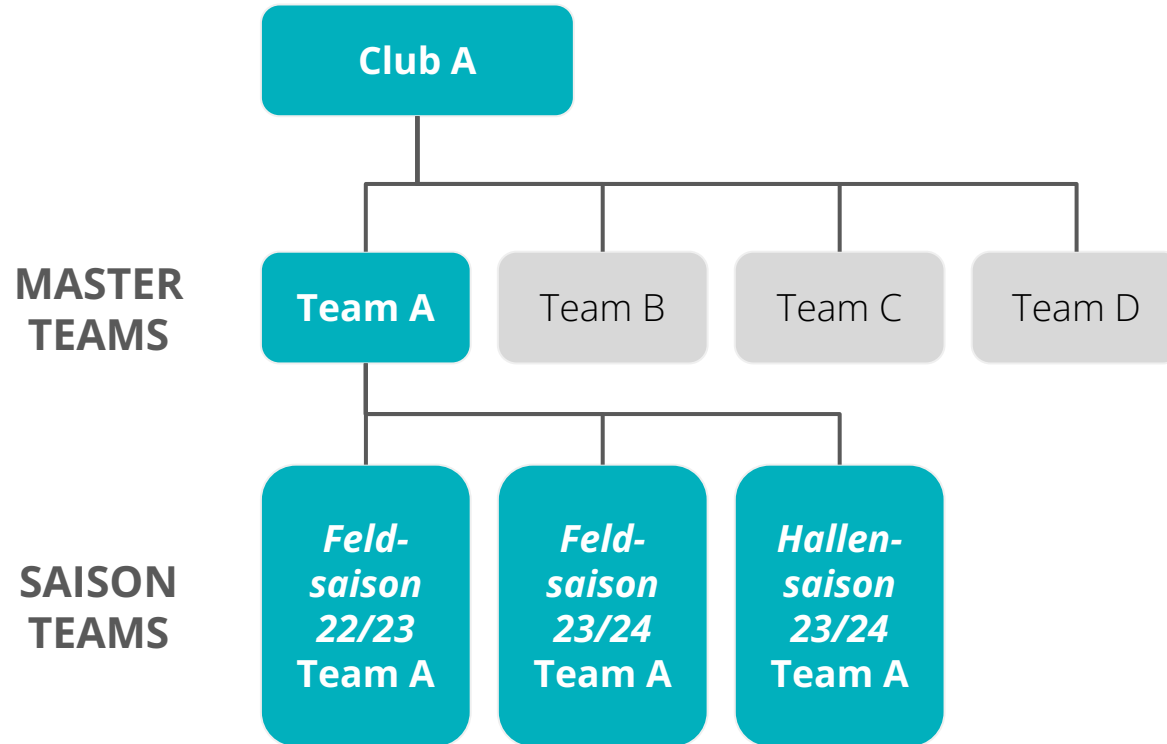 Club A
MASTER
TEAMS
Team A
Team B
Team C
Team D
SAISON
TEAMS
Feld-
saison
22/23
Team A
Feld-
saison
23/24
Team A
Hallen-
saison
23/24
Team A